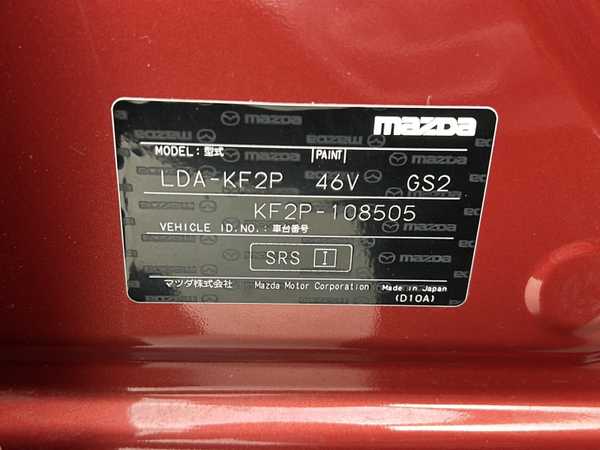 mazda
MODEL:型式 PAINT
LDA-KF2P 46V GS2
KF2P-108505
VEHICLE ID.NO.:車台番号
SRS I
マツダ株式会社 Mazda Motor Corporation Made in Japan
(D10A)